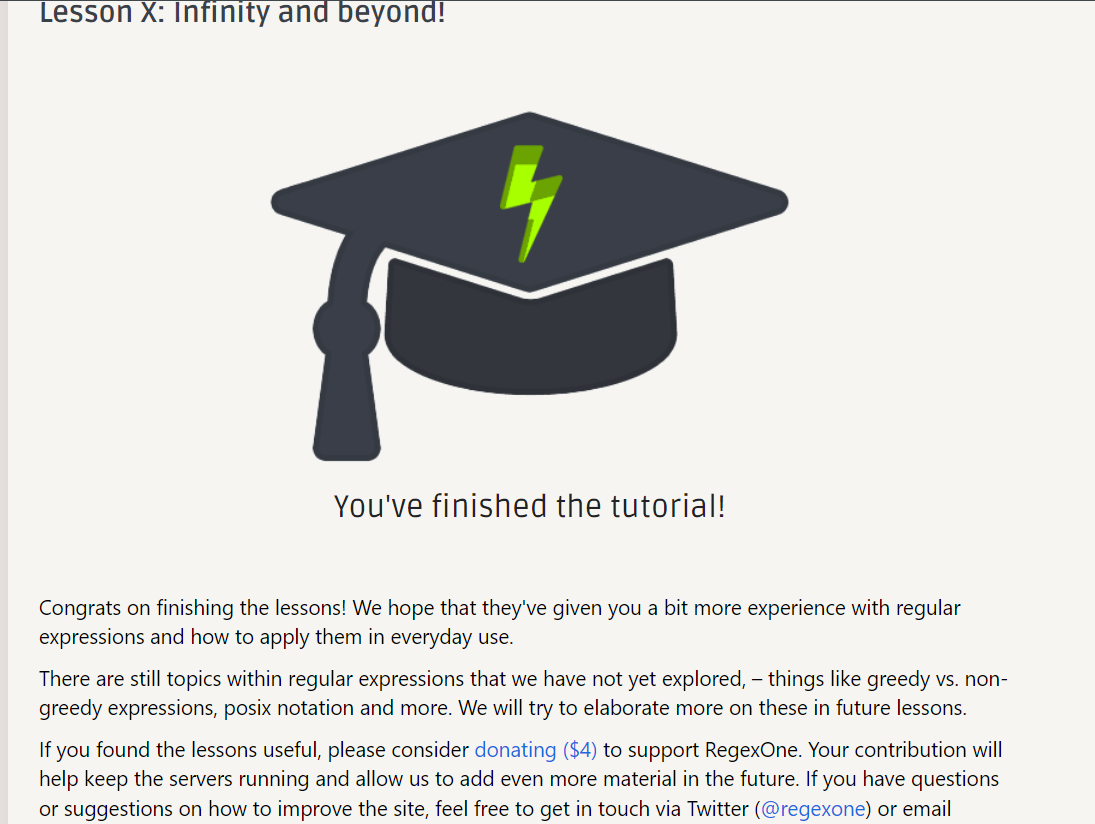 Lesson X: Infinity and beyond!
You've finished the tutorial!
Congrats on finishing the lessons! We hope that they've given you a bit more experience with regular
expressions and how to apply them in everyday use.
There are still topics within regular expressions that we have not yet explored, – things like greedy vs. non-
greedy expressions, posix notation and more. We will try to elaborate more on these in future lessons.
If you found the lessons useful, please consider donating ($4) to support RegexOne. Your contribution will
help keep the servers running and allow us to add even more material in the future. If you have questions
or suggestions on how to improve the site, feel free to get in touch via Twitter (@regexone) or email